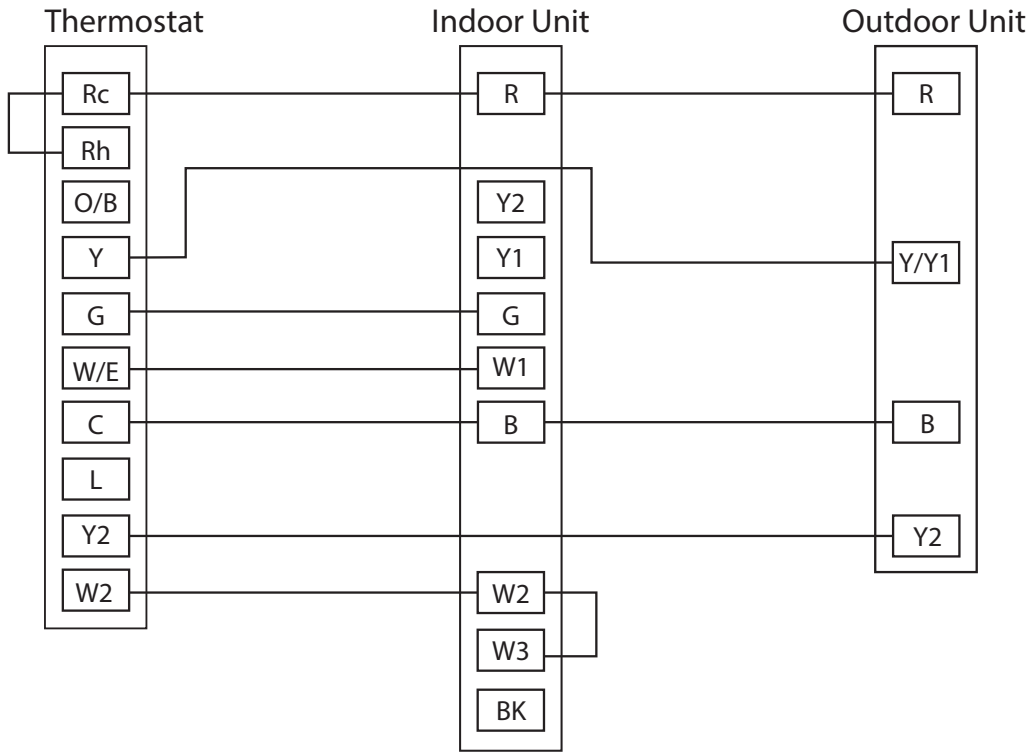 Thermostat
Rc
Rh
O/B
Y
G
W/E
C
L
Y2
W2
Indoor Unit
R
Y2
Y1
G
W1
B
W2
W3
BK
Outdoor Unit
R
Y/Y1
B
Y2